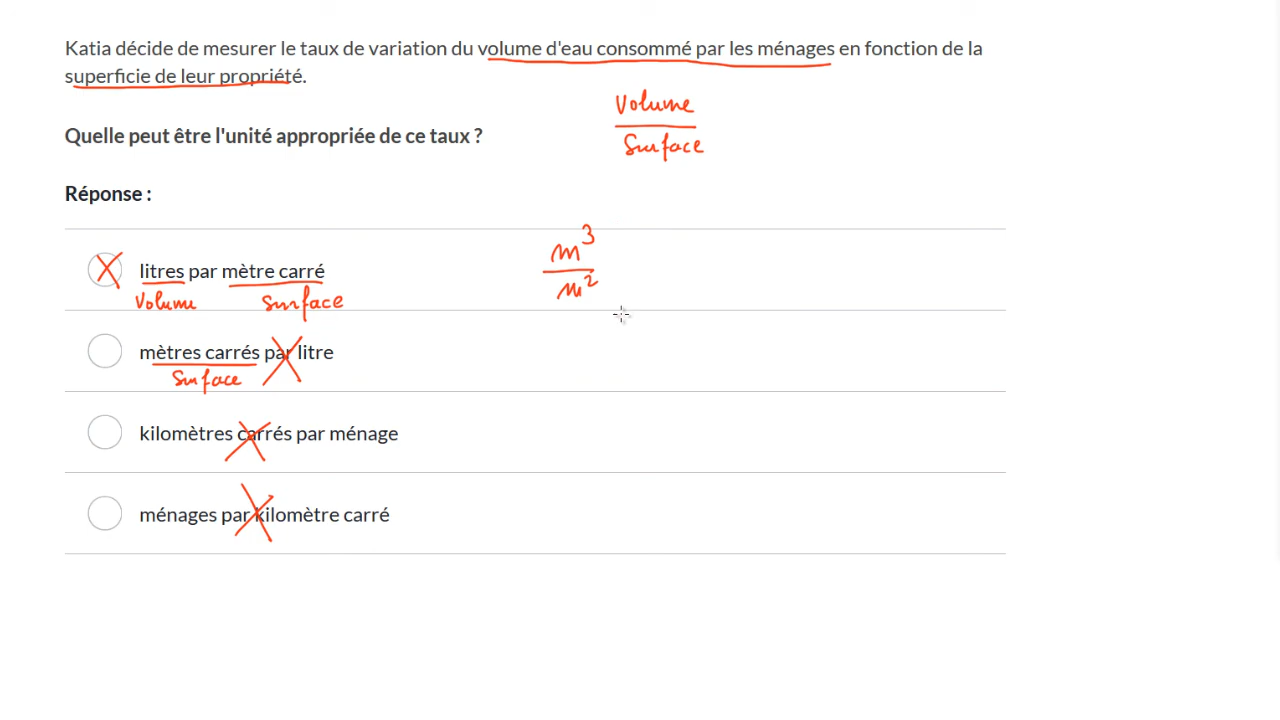 Katia décide de mesurer le taux de variation du volume d'eau consommé par les ménages en fonction de la
superficie de leur propriété.
Volume
Surface
Quelle peut être l'unité appropriée de ce taux ?
Réponse :
m³
m²
litres par mètre carré
Volume Surface
mètres carrés par litre
Surface
kilomètres carrés par ménage
ménages par kilomètre carré